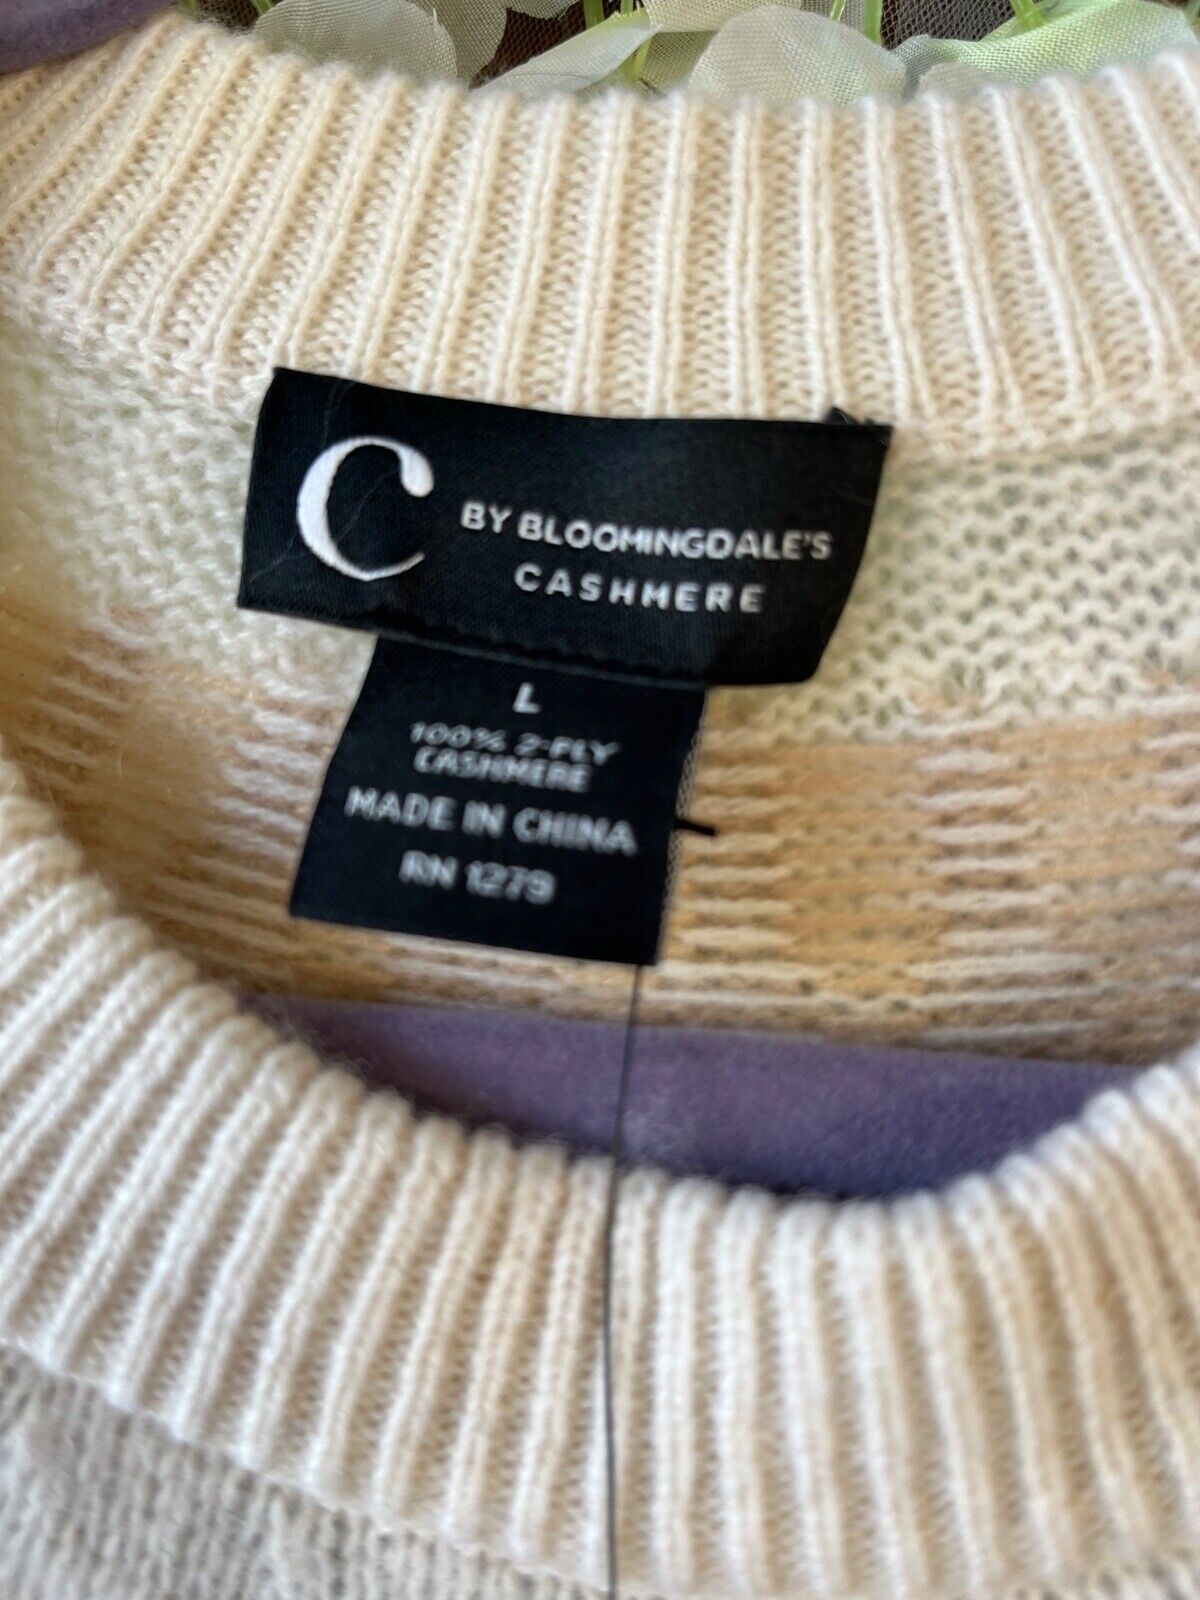 C
BY BLOOMINGDALE'S
CASHMERE
L
100% 2-PLY
CASHMERE
MADE IN CHINA
RN 1279